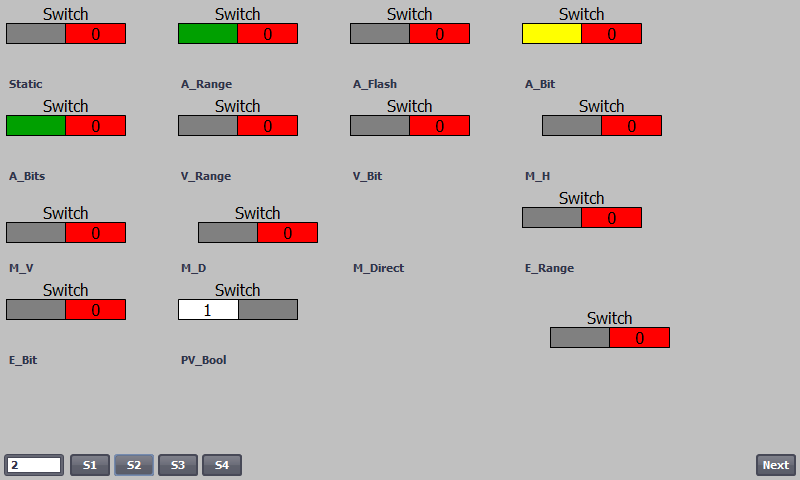 Switch Switch Switch Switch
0 0 0 0
Static A_Range A_Flash A_Bit
Switch Switch Switch Switch
0 0 0 0
A_Bits V_Range V_Bit M_H
Switch
0
Switch Switch
0 0
M_V M_D M_Direct E_Range
Switch Switch
0 1
Switch
0
E_Bit PV_Bool
2 S1 S2 S3 S4 Next